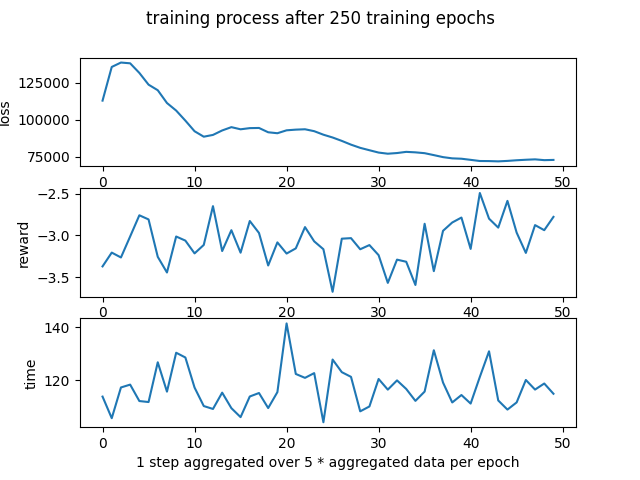 training process after 250 training epochs
125000
100000
75000
loss
0 10 20 30 40 50
−2.5
−3.0
−3.5
reward
0 10 20 30 40 50
140
120
time
0 10 20 30 40 50
1 step aggregated over 5 * aggregated data per epoch